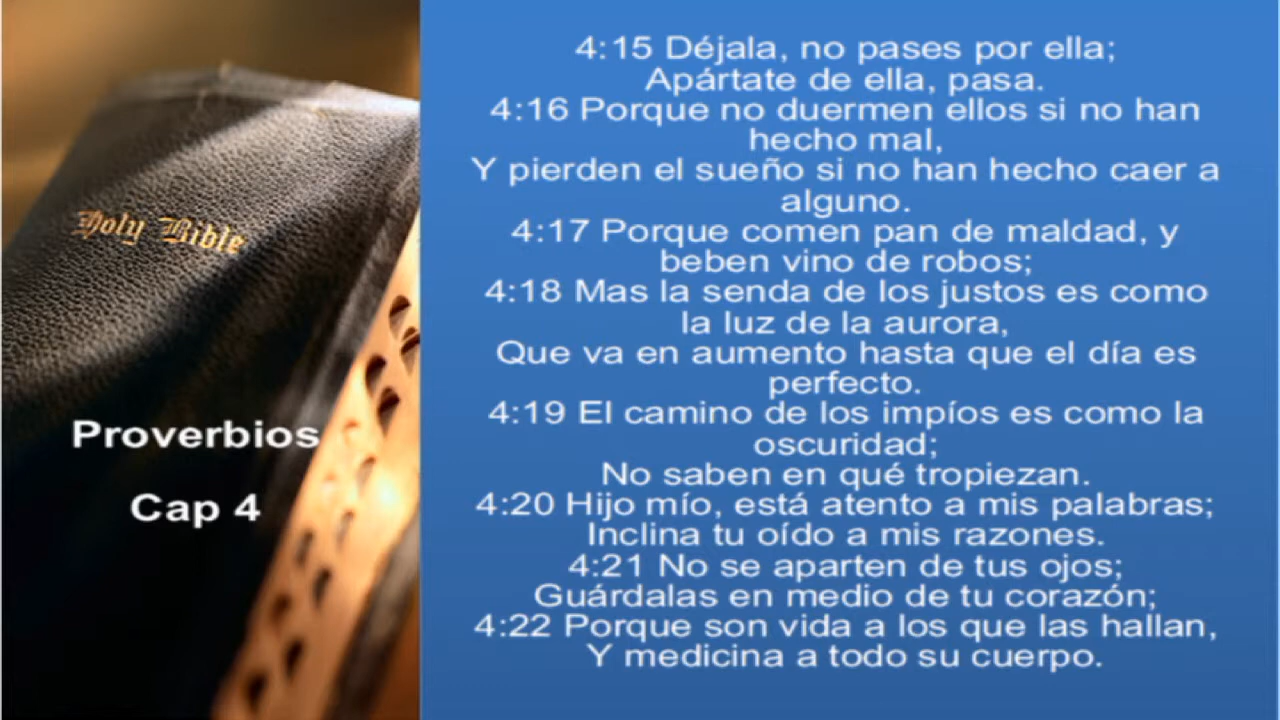 Holy Bible
Proverbios
Cap 4
4:15 Déjala, no pases por ella;
Apártate de ella, pasa.
4:16 Porque no duermen ellos si no han
hecho mal,
Y pierden el sueño si no han hecho caer a
alguno.
4:17 Porque comen pan de maldad, y
beben vino de robos;
4:18 Mas la senda de los justos es como
la luz de la aurora,
Que va en aumento hasta que el día es
perfecto.
4:19 El camino de los impíos es como la
oscuridad;
No saben en qué tropiezan.
4:20 Hijo mío, está atento a mis palabras;
Inclina tu oído a mis razones.
4:21 No se aparten de tus ojos;
Guárdalas en medio de tu corazón;
4:22 Porque son vida a los que las hallan,
Y medicina a todo su cuerpo.